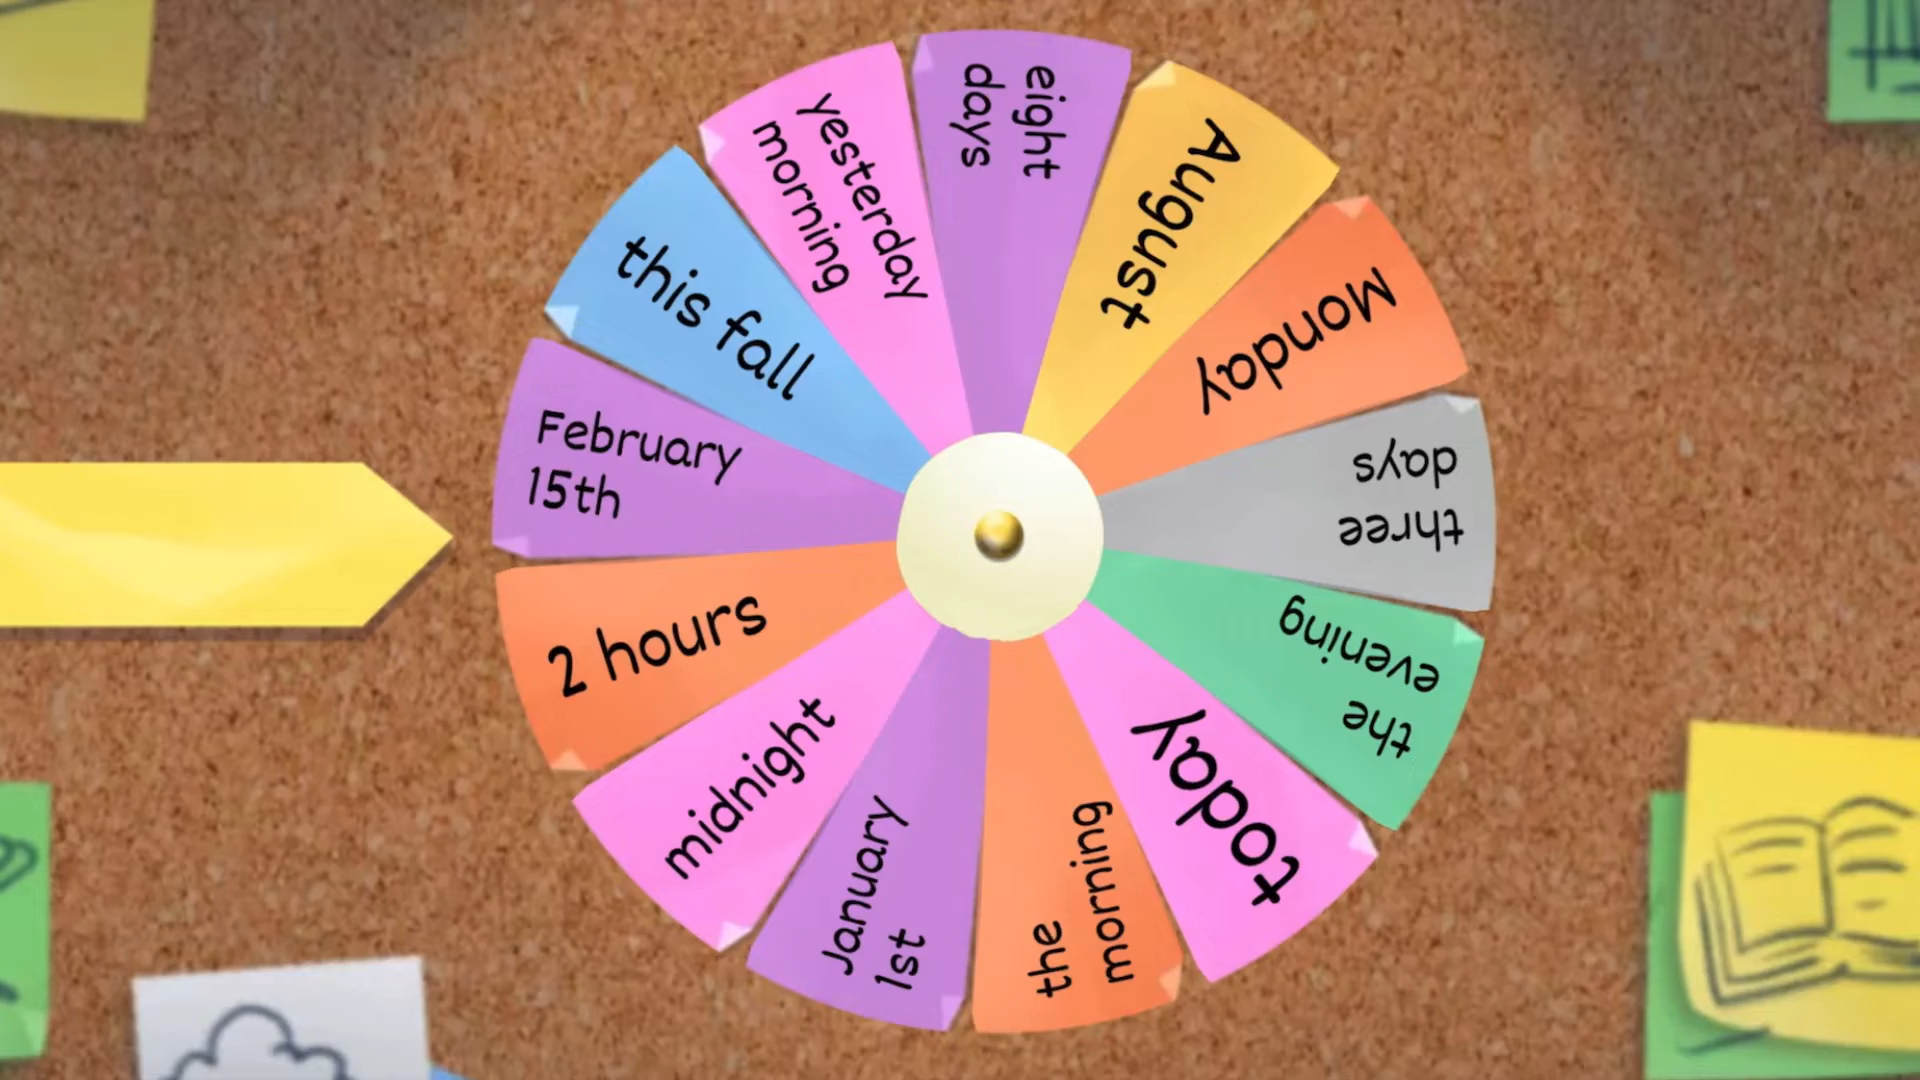 eight
days
August
Monday
three
days
the
evening
today
the
morning
January
1st
midnight
2 hours
February
15th
this fall
yesterday
morning